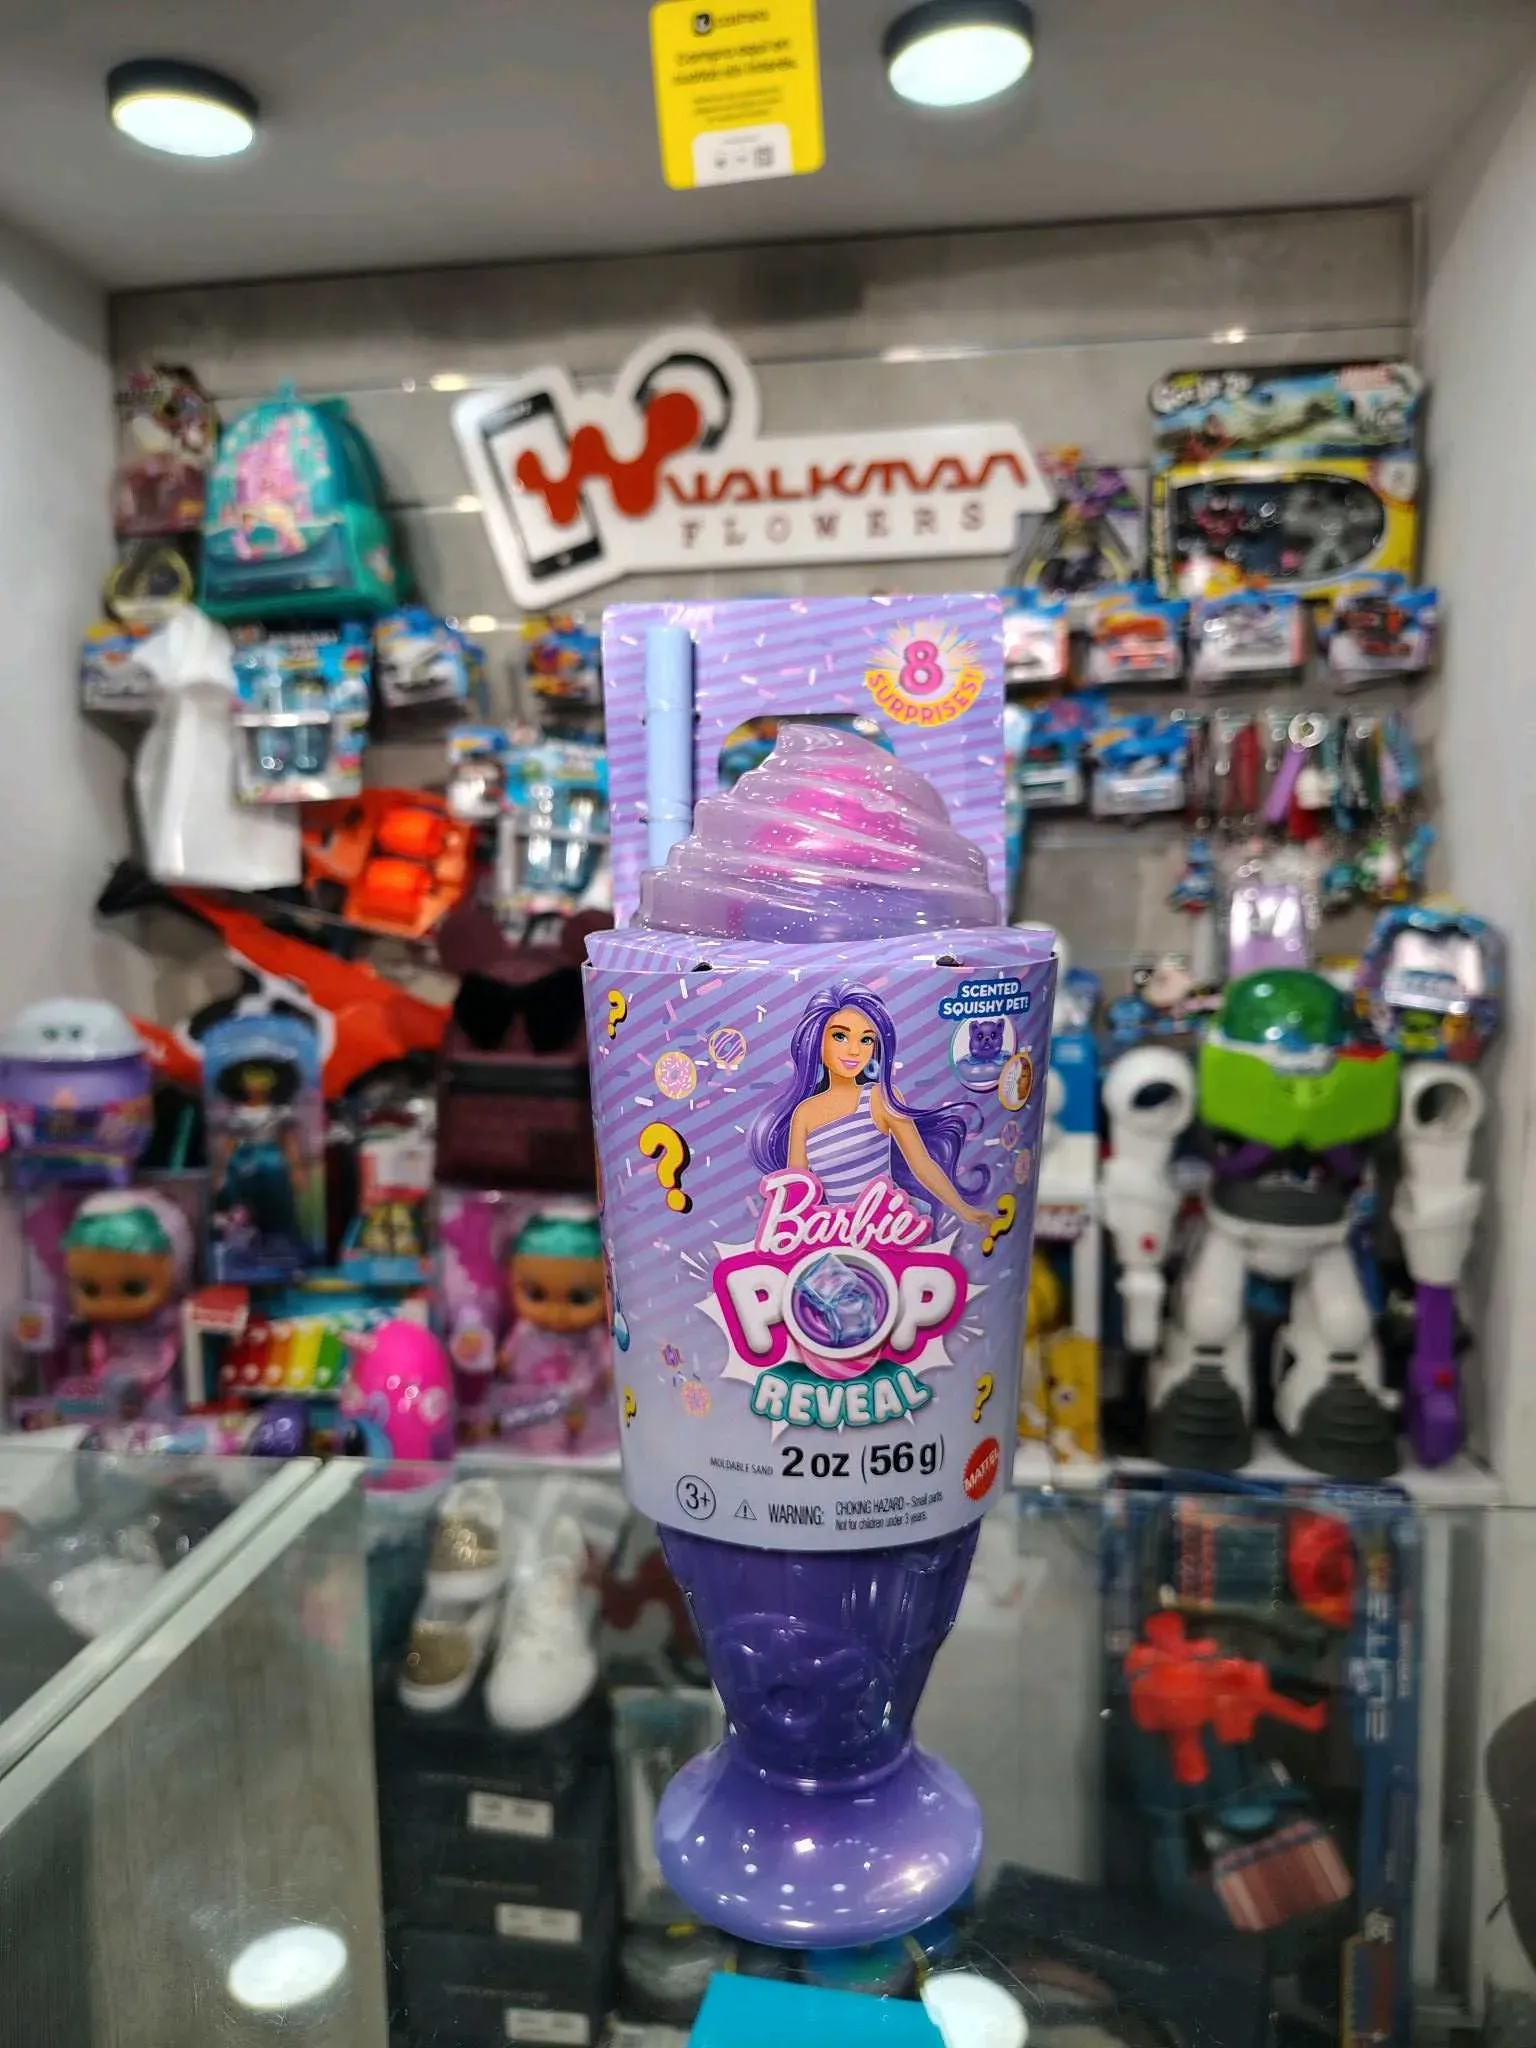 cashea
WALKMAN
FLOWERS
8
SURPRISES!
SCENTED
SQUISHY PET!
Barbie
POP
REVEAL
MOLDABLE SAND 2 oz (56 g)
MATTEL
3+
WARNING: CHOKING HAZARD – Small parts.
Not for children under 3 years.